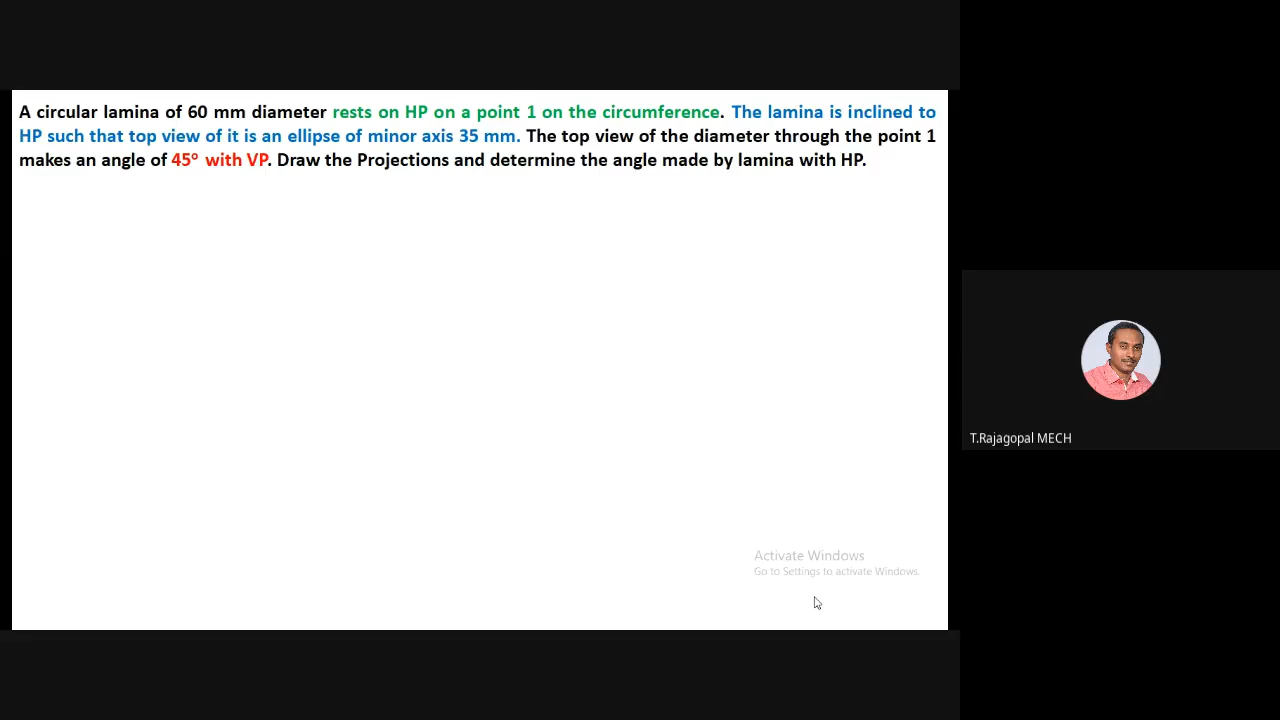 A circular lamina of 60 mm diameter rests on HP on a point 1 on the circumference. The lamina is inclined to
HP such that top view of it is an ellipse of minor axis 35 mm. The top view of the diameter through the point 1
makes an angle of 45° with VP. Draw the Projections and determine the angle made by lamina with HP.
T.Rajagopal MECH
Activate Windows
Go to Settings to activate Windows.